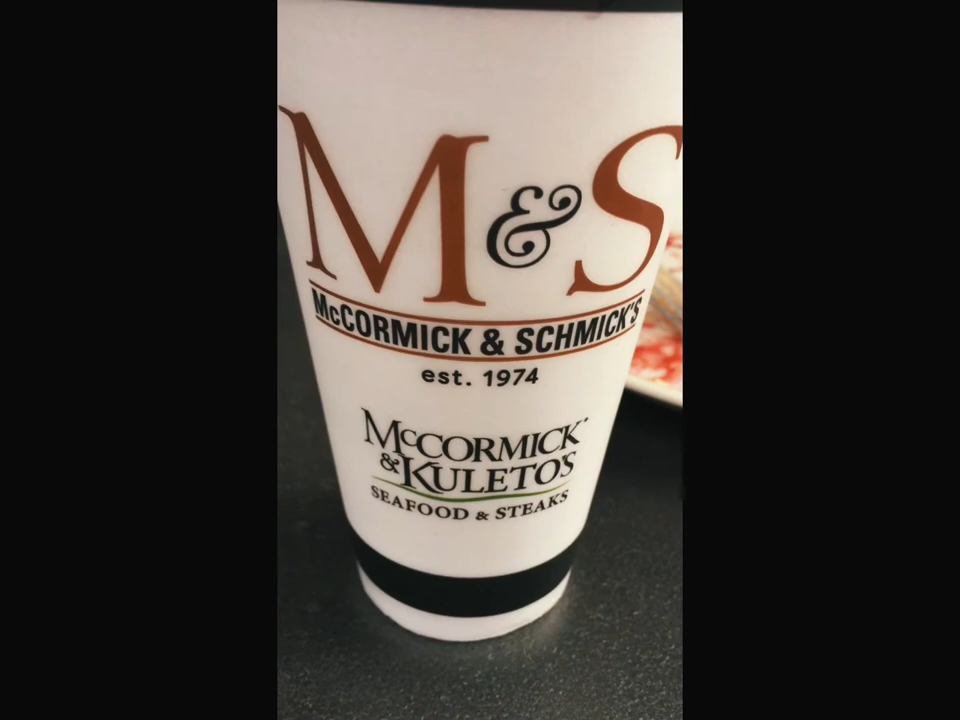 M & S
McCORMICK & SCHMICK'S
est. 1974
McCORMICK®
& KULETO'S
SEAFOOD & STEAKS